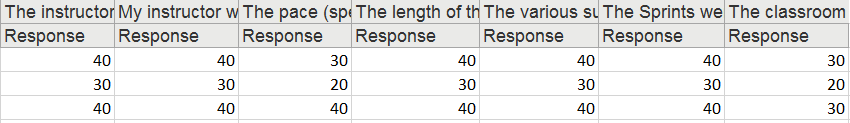 The instructor My instructor w The pace (spe The length of th The various su The Sprints we The classroom
Response Response Response Response Response Response Response
40 40 30 40 40 40 30
30 30 20 30 30 30 20
40 40 40 40 40 40 30